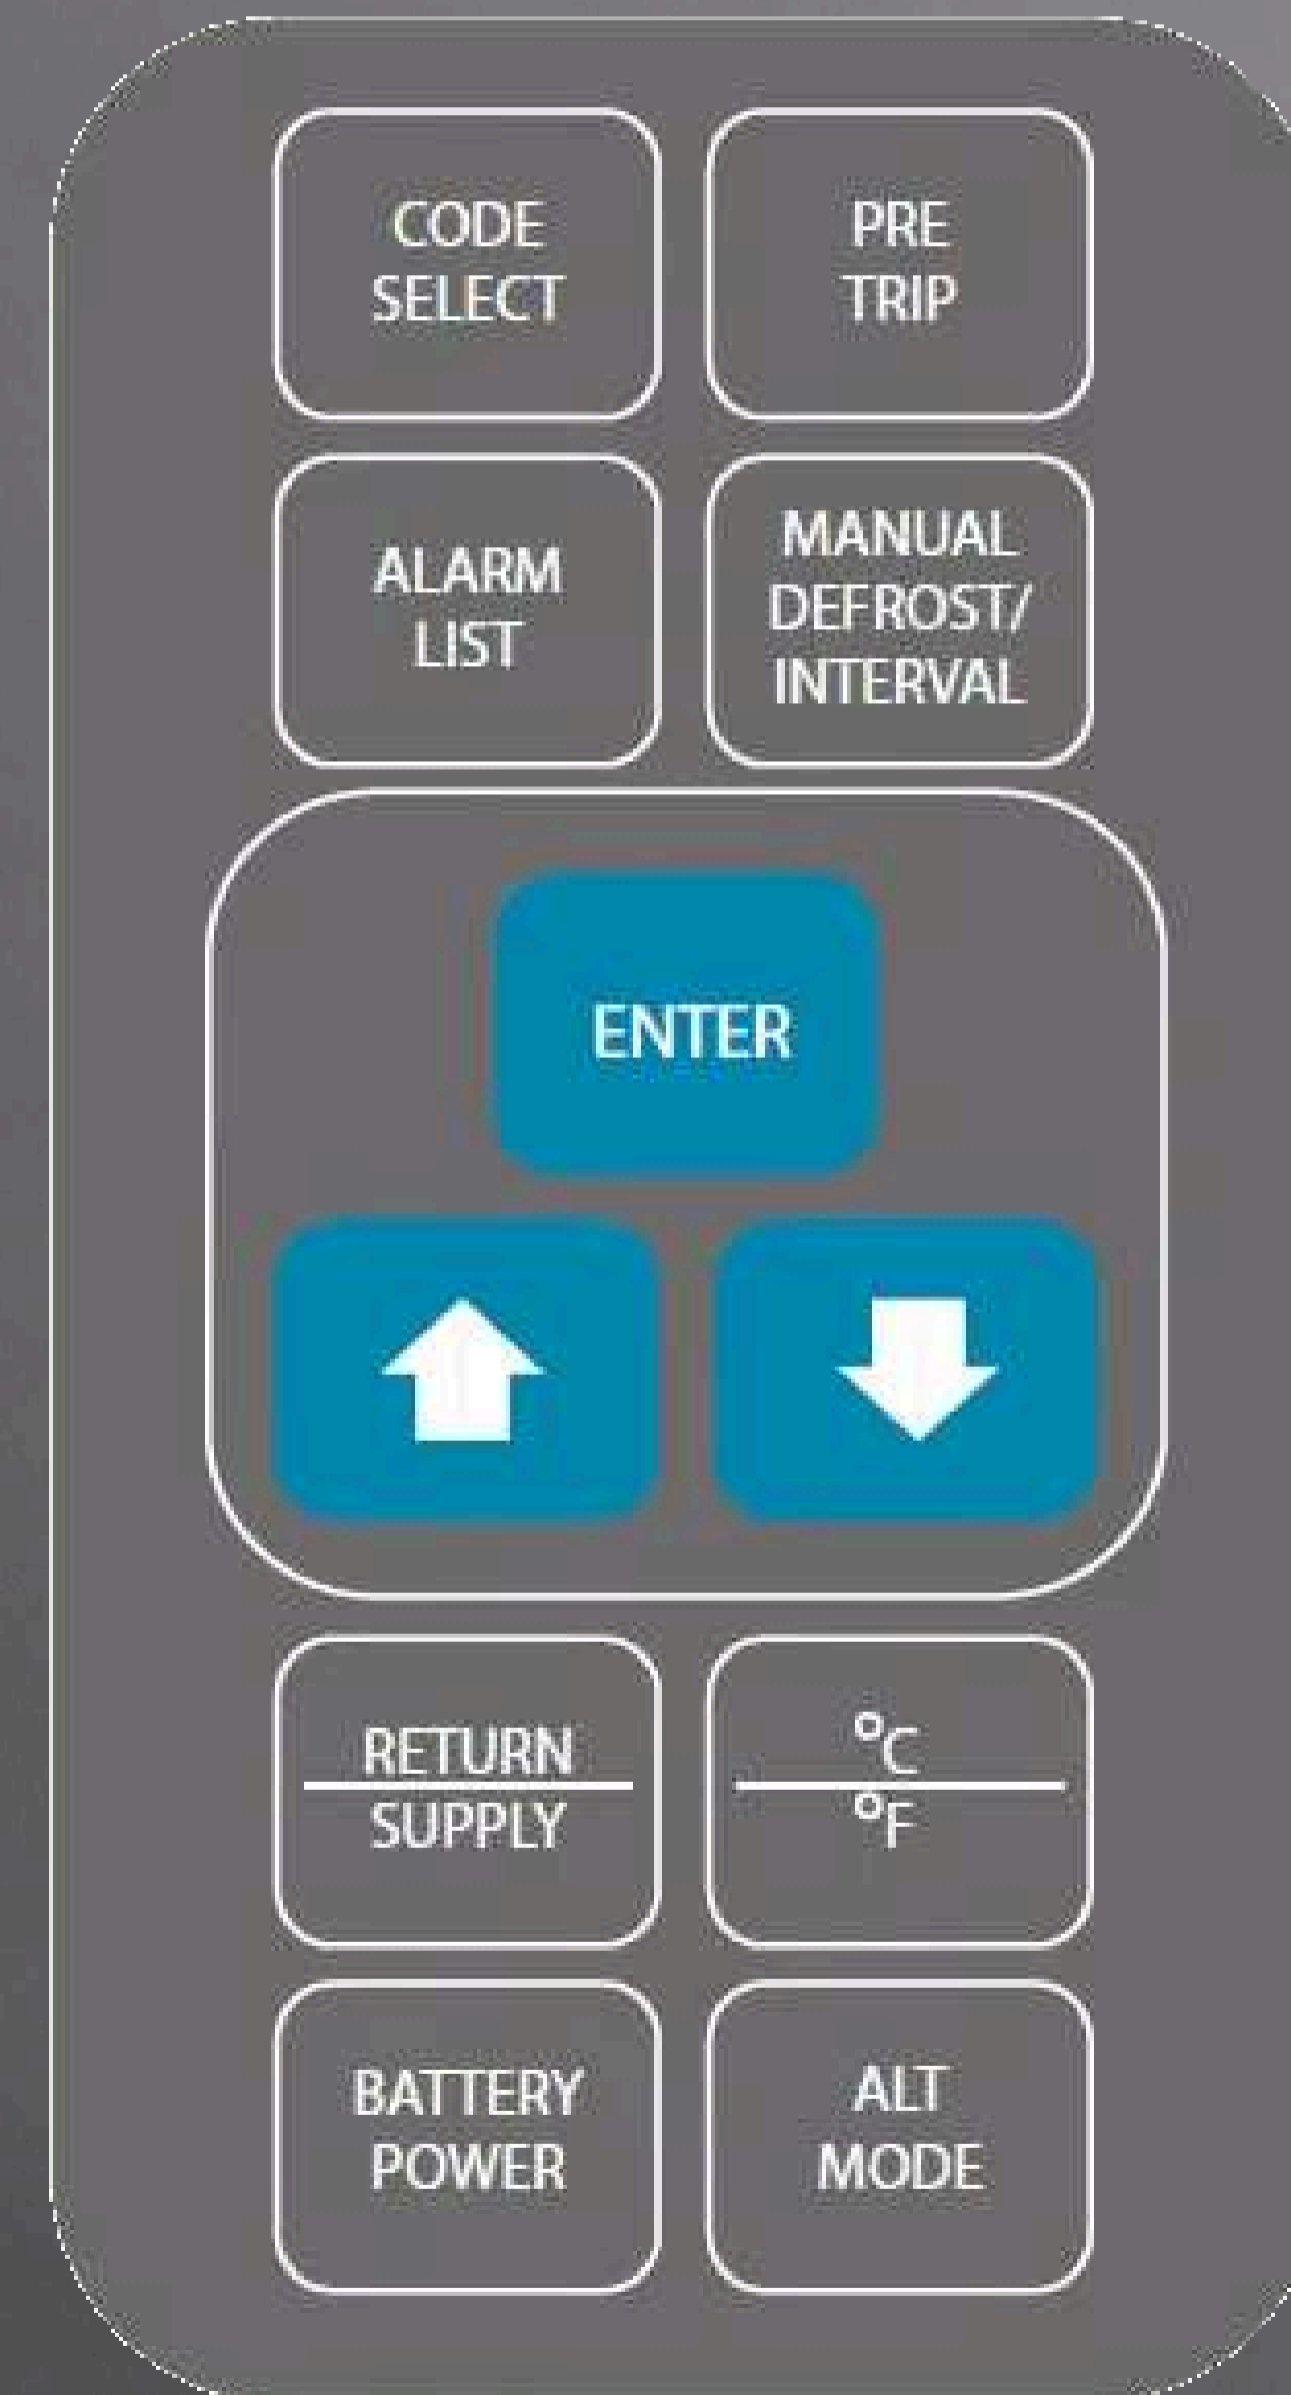 CODE
SELECT
PRE
TRIP
ALARM
LIST
MANUAL
DEFROST/
INTERVAL
ENTER
RETURN
SUPPLY
°C
°F
BATTERY
POWER
ALT
MODE